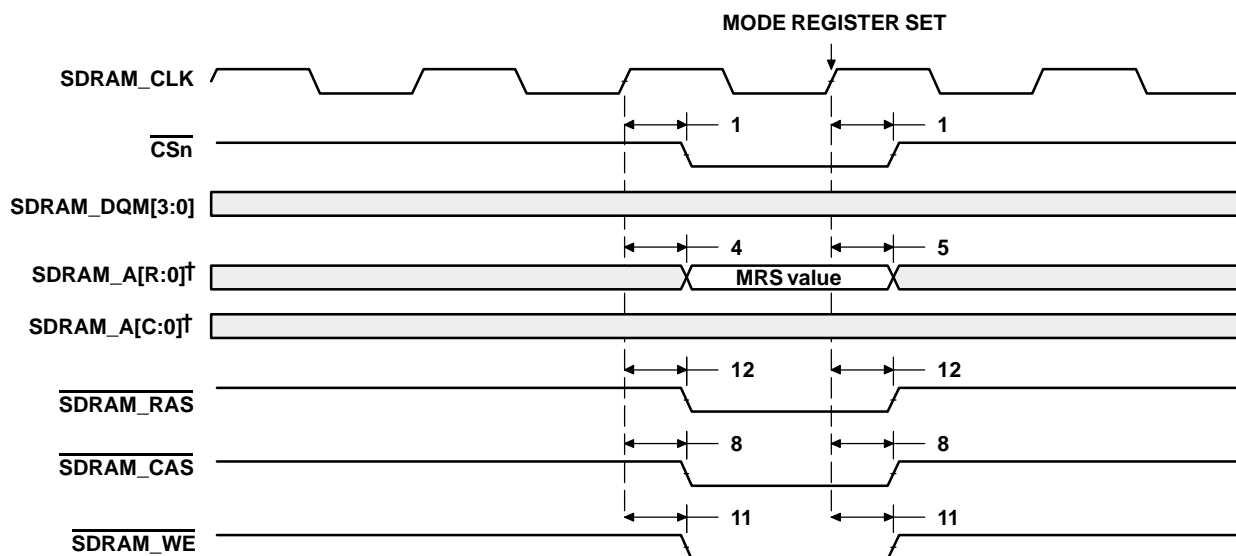 MODE REGISTER SET
SDRAM_CLK
1 1
CSn
SDRAM_DQM[3:0]
4 5
SDRAM_A[R:0]†
MRS value
SDRAM_A[C:0]†
12 12
SDRAM_RAS
8 8
SDRAM_CAS
11 11
SDRAM_WE